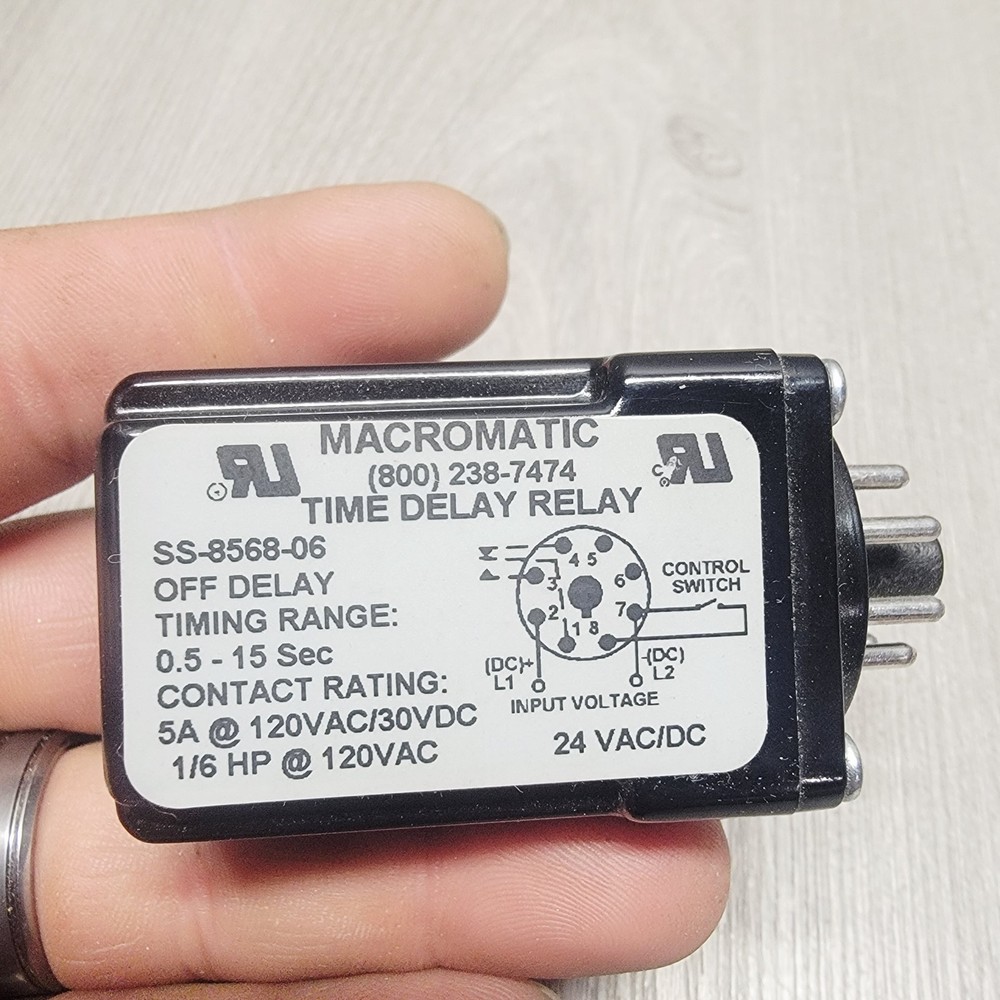 MACROMATIC
(800) 238-7474
TIME DELAY RELAY
SS-8568-06
OFF DELAY
TIMING RANGE:
0.5 - 15 Sec
CONTACT RATING:
5A @ 120VAC/30VDC
1/6 HP @ 120VAC
4 5
3 6
2 7
1 8
CONTROL
SWITCH
(DC)+
L1
-(DC)
L2
INPUT VOLTAGE
24 VAC/DC